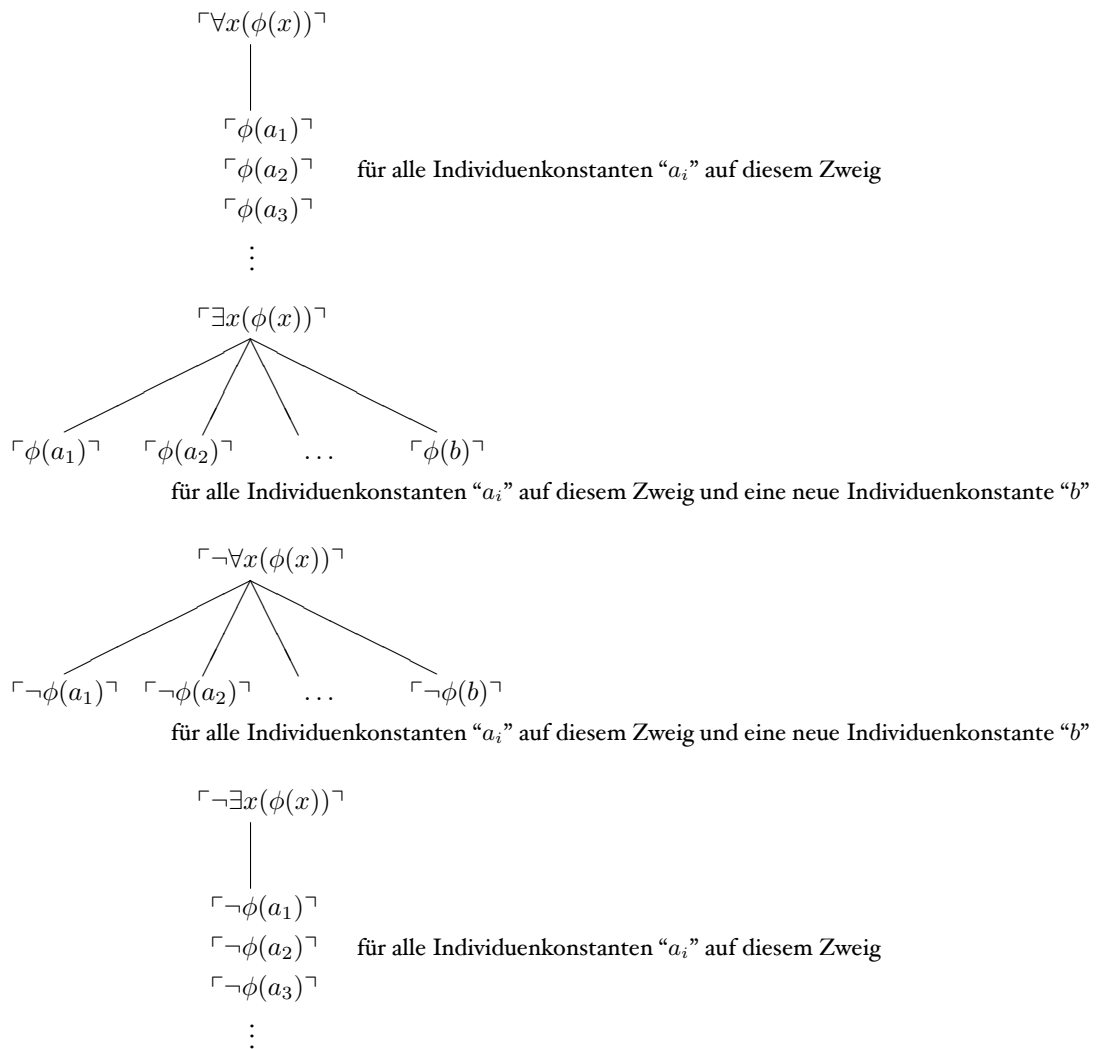 ⌜∀x(ϕ(x))⌝
⌜ϕ(a₁)⌝
⌜ϕ(a₂)⌝ für alle Individuenkonstanten “aᵢ” auf diesem Zweig
⌜ϕ(a₃)⌝
⋮
⌜∃x(ϕ(x))⌝
⌜ϕ(a₁)⌝ ⌜ϕ(a₂)⌝ … ⌜ϕ(b)⌝
für alle Individuenkonstanten “aᵢ” auf diesem Zweig und eine neue Individuenkonstante “b”
⌜¬∀x(ϕ(x))⌝
⌜¬ϕ(a₁)⌝ ⌜¬ϕ(a₂)⌝ … ⌜¬ϕ(b)⌝
für alle Individuenkonstanten “aᵢ” auf diesem Zweig und eine neue Individuenkonstante “b”
⌜¬∃x(ϕ(x))⌝
⌜¬ϕ(a₁)⌝
⌜¬ϕ(a₂)⌝ für alle Individuenkonstanten “aᵢ” auf diesem Zweig
⌜¬ϕ(a₃)⌝
⋮